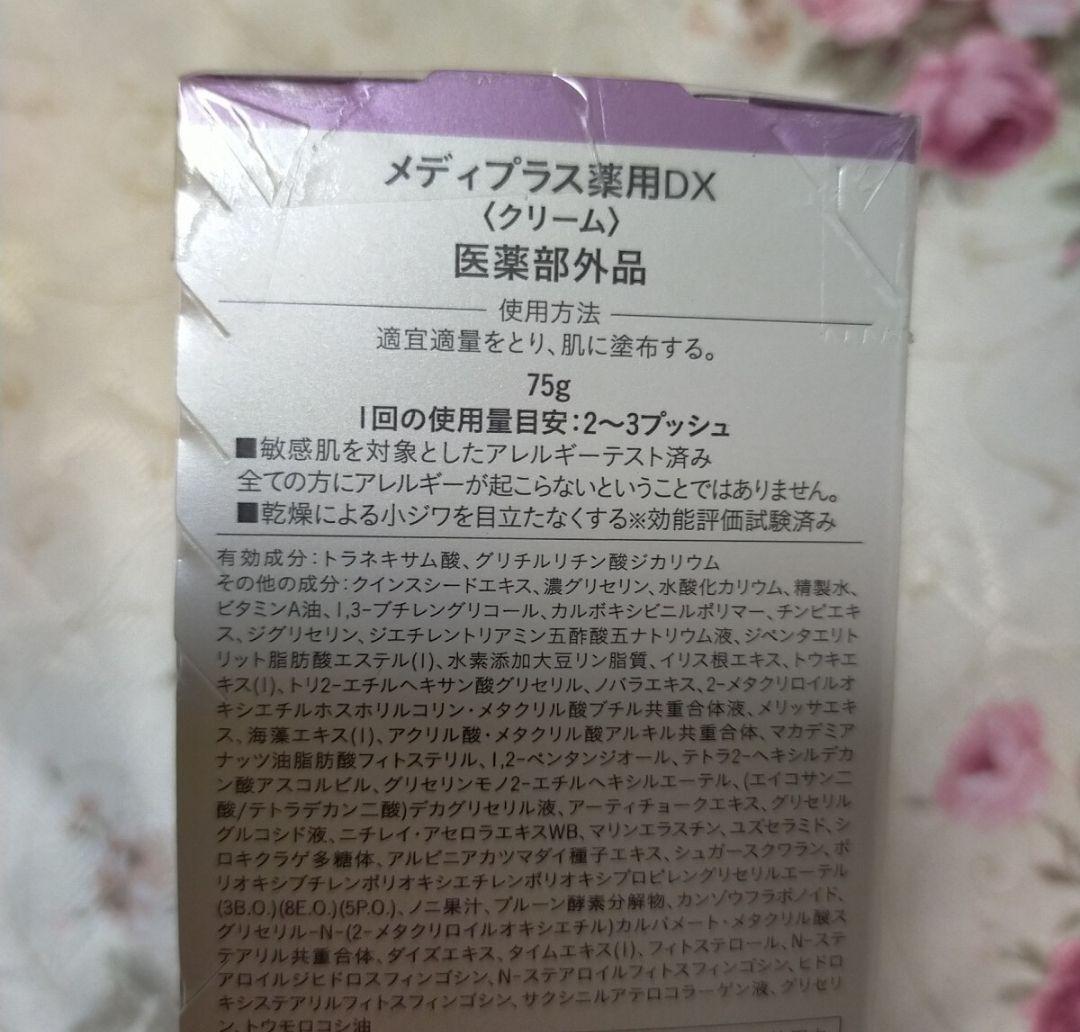 メディプラス薬用DX
〈クリーム〉
医薬部外品
使用方法
適宜適量をとり、肌に塗布する。
75g
1回の使用量目安:2〜3プッシュ
■敏感肌を対象としたアレルギーテスト済み
全ての方にアレルギーが起こらないということではありません。
■乾燥による小ジワを目立たなくする※効能評価試験済み
有効成分:トラネキサム酸、グリチルリチン酸ジカリウム
その他の成分:クインスシードエキス、濃グリセリン、水酸化カリウム、精製水、
ビタミンA油、1,3-ブチレングリコール、カルボキシビニルポリマー、チンピエキ
ス、ジグリセリン、ジエチレントリアミン五酢酸五ナトリウム液、ジペンタエリト
リット脂肪酸エステル(1)、水素添加大豆リン脂質、イリス根エキス、トウキエ
キス(1)、トリ2-エチルヘキサン酸グリセリル、ノバラエキス、2-メタクリロイルオ
キシエチルホスホリルコリン・メタクリル酸ブチル共重合体液、メリッサエキ
ス、海藻エキス(1)、アクリル酸・メタクリル酸アルキル共重合体、マカデミア
ナッツ油脂肪酸フィトステリル、1,2-ペンタンジオール、テトラ2-ヘキシルデカ
ン酸アスコルビル、グリセリンモノ2-エチルヘキシルエーテル、(エイコサン二
酸/テトラデカン二酸)デカグリセリル液、アーティチョークエキス、グリセリル
グルコシド液、ニチレイ・アセロラエキスWB、マリンエラスチン、ユズセラミド、シ
ロキクラゲ多糖体、アルピニアカツマダイ種子エキス、シュガースクワラン、ポ
リオキシブチレンポリオキシエチレンポリオキシプロピレングリセリルエーテル
(3B.O.)(8E.O.)(5P.O.)、ノニ果汁、プルーン酵素分解物、カンゾウフラボノイド、
グリセリル-N-(2-メタクリロイルオキシエチル)カルバメート・メタクリル酸ス
テアリル共重合体、ダイズエキス、タイムエキス(1)、フィトステロール、N-ステ
アロイルジヒドロスフィンゴシン、N-ステアロイルフィトスフィンゴシン、ヒドロ
キシステアリルフィトスフィンゴシン、サクシニルアテロコラーゲン液、グリセリ
ン、トウモロコシ油